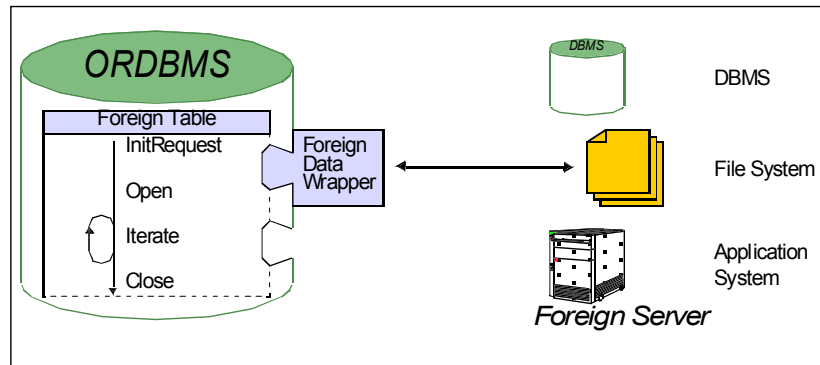 ORDBMS
Foreign Table
InitRequest
Open
Iterate
Close
Foreign
Data
Wrapper
DBMS
DBMS
File System
Application
System
Foreign Server